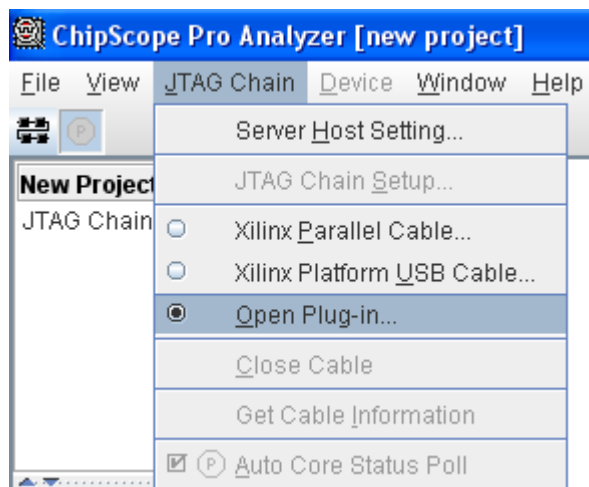 ChipScope Pro Analyzer [new project]
File View JTAG Chain Device Window Help
P
Server Host Setting...
New Project
JTAG Chain Setup...
JTAG Chain
Xilinx Parallel Cable...
Xilinx Platform USB Cable...
Open Plug-in...
Close Cable
Get Cable Information
P Auto Core Status Poll